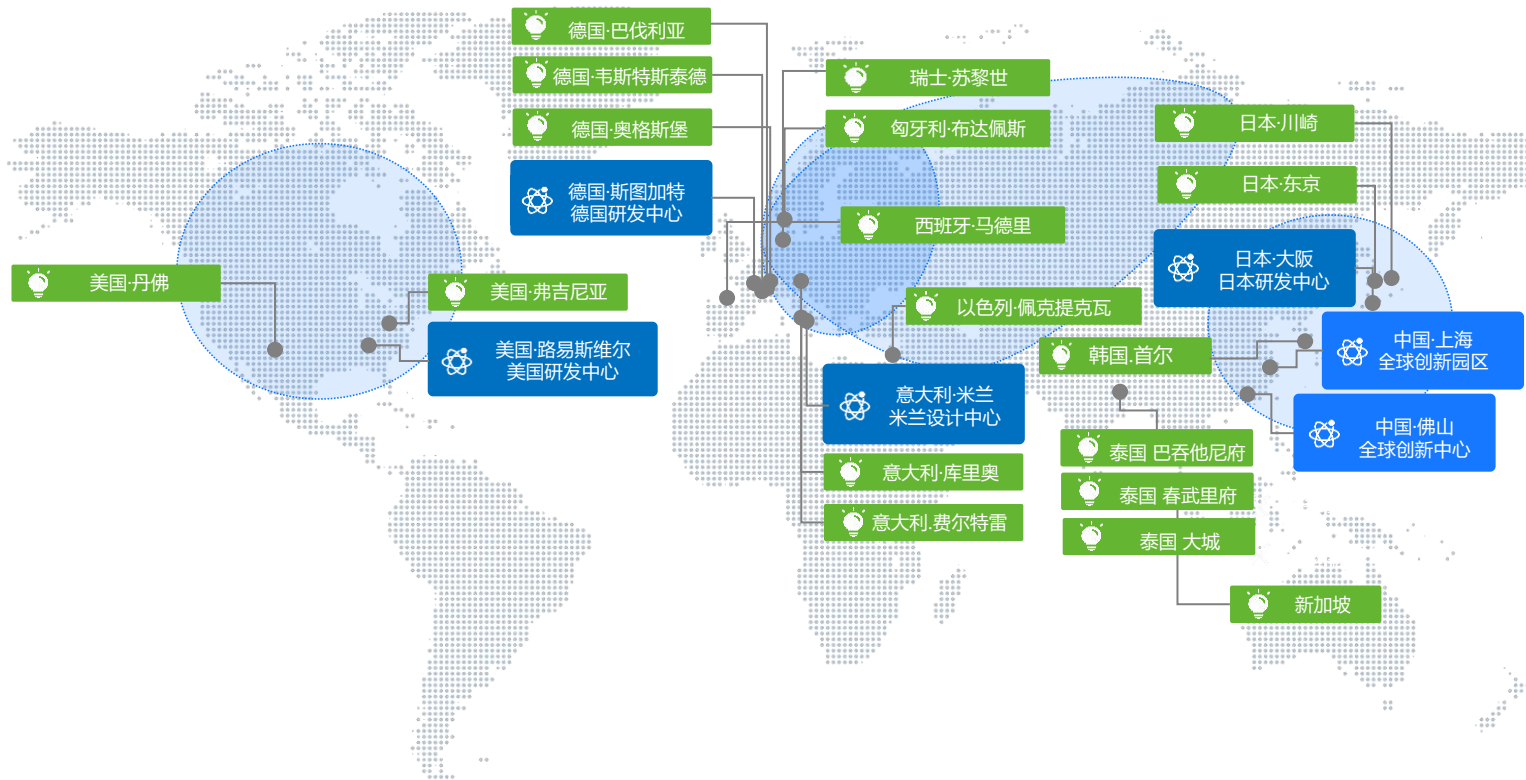 德国·巴伐利亚
德国·韦斯特斯泰德
德国·奥格斯堡
德国·斯图加特
德国研发中心
瑞士·苏黎世
匈牙利·布达佩斯
西班牙·马德里
日本·川崎
日本·东京
日本·大阪
日本研发中心
美国·丹佛
美国·弗吉尼亚
美国·路易斯维尔
美国研发中心
以色列·佩克提克瓦
韩国.首尔
中国·上海
全球创新园区
意大利·米兰
米兰设计中心
中国·佛山
全球创新中心
意大利·库里奥
意大利.费尔特雷
泰国 巴吞他尼府
泰国 春武里府
泰国 大城
新加坡